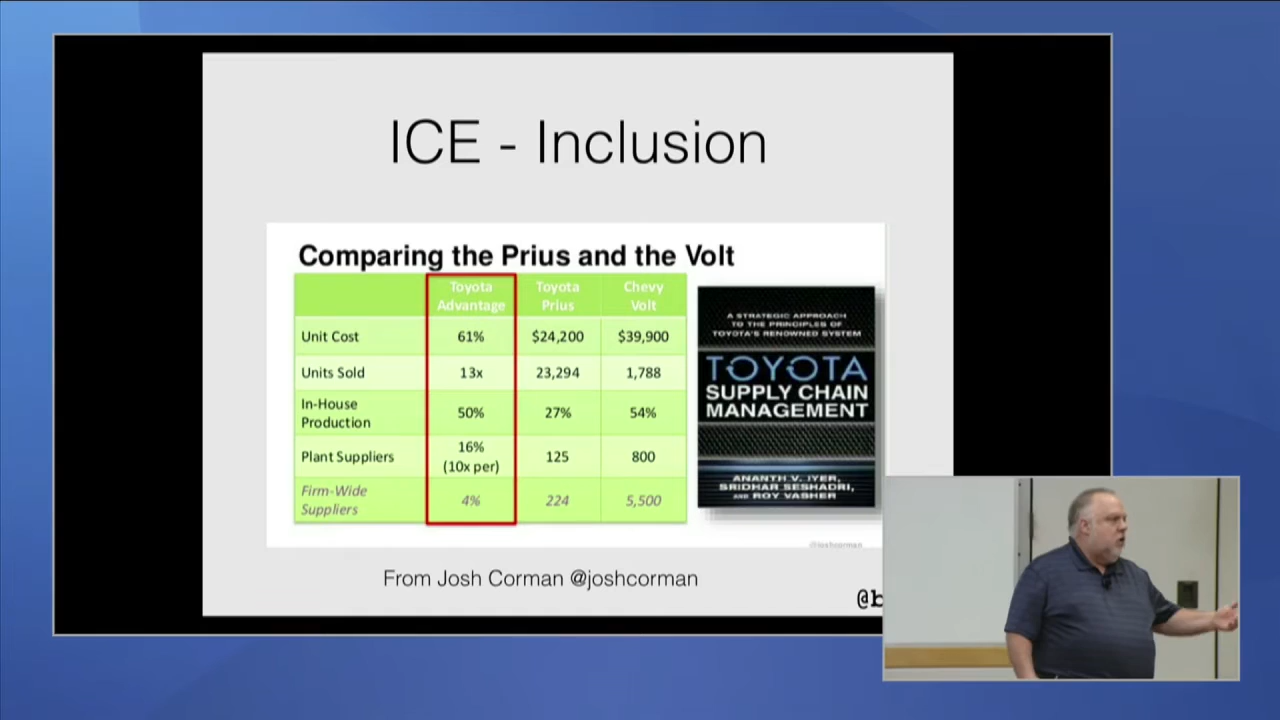 ICE - Inclusion
Comparing the Prius and the Volt
Toyota Advantage Toyota Prius Chevy Volt
Unit Cost 61% $24,200 $39,900
Units Sold 13x 23,294 1,788
In-House Production 50% 27% 54%
Plant Suppliers 16% (10x per) 125 800
Firm-Wide Suppliers 4% 224 5,500
A STRATEGIC APPROACH
TO THE PRINCIPLES OF
TOYOTA'S RENOWNED SYSTEM
TOYOTA
SUPPLY CHAIN
MANAGEMENT
ANANTH V. IYER,
SRIDHAR SESHADRI,
AND ROY VASHER
@joshcorman
From Josh Corman @joshcorman
@b